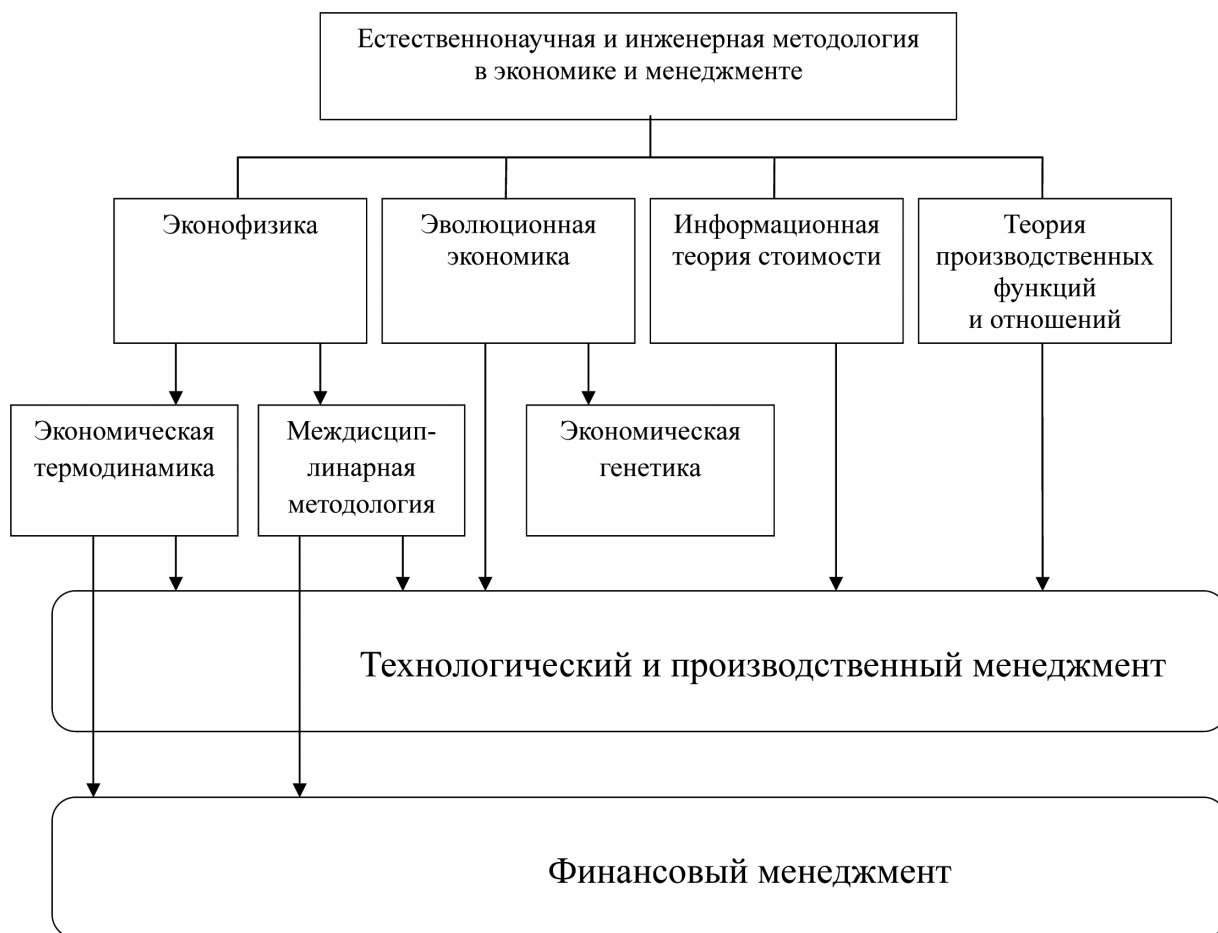 Естественнонаучная и инженерная методология
в экономике и менеджменте
Эконофизика
Эволюционная
экономика
Информационная
теория стоимости
Теория
производственных
функций
и отношений
Экономическая
термодинамика
Междисцип-
линарная
методология
Экономическая
генетика
Технологический и производственный менеджмент
Финансовый менеджмент